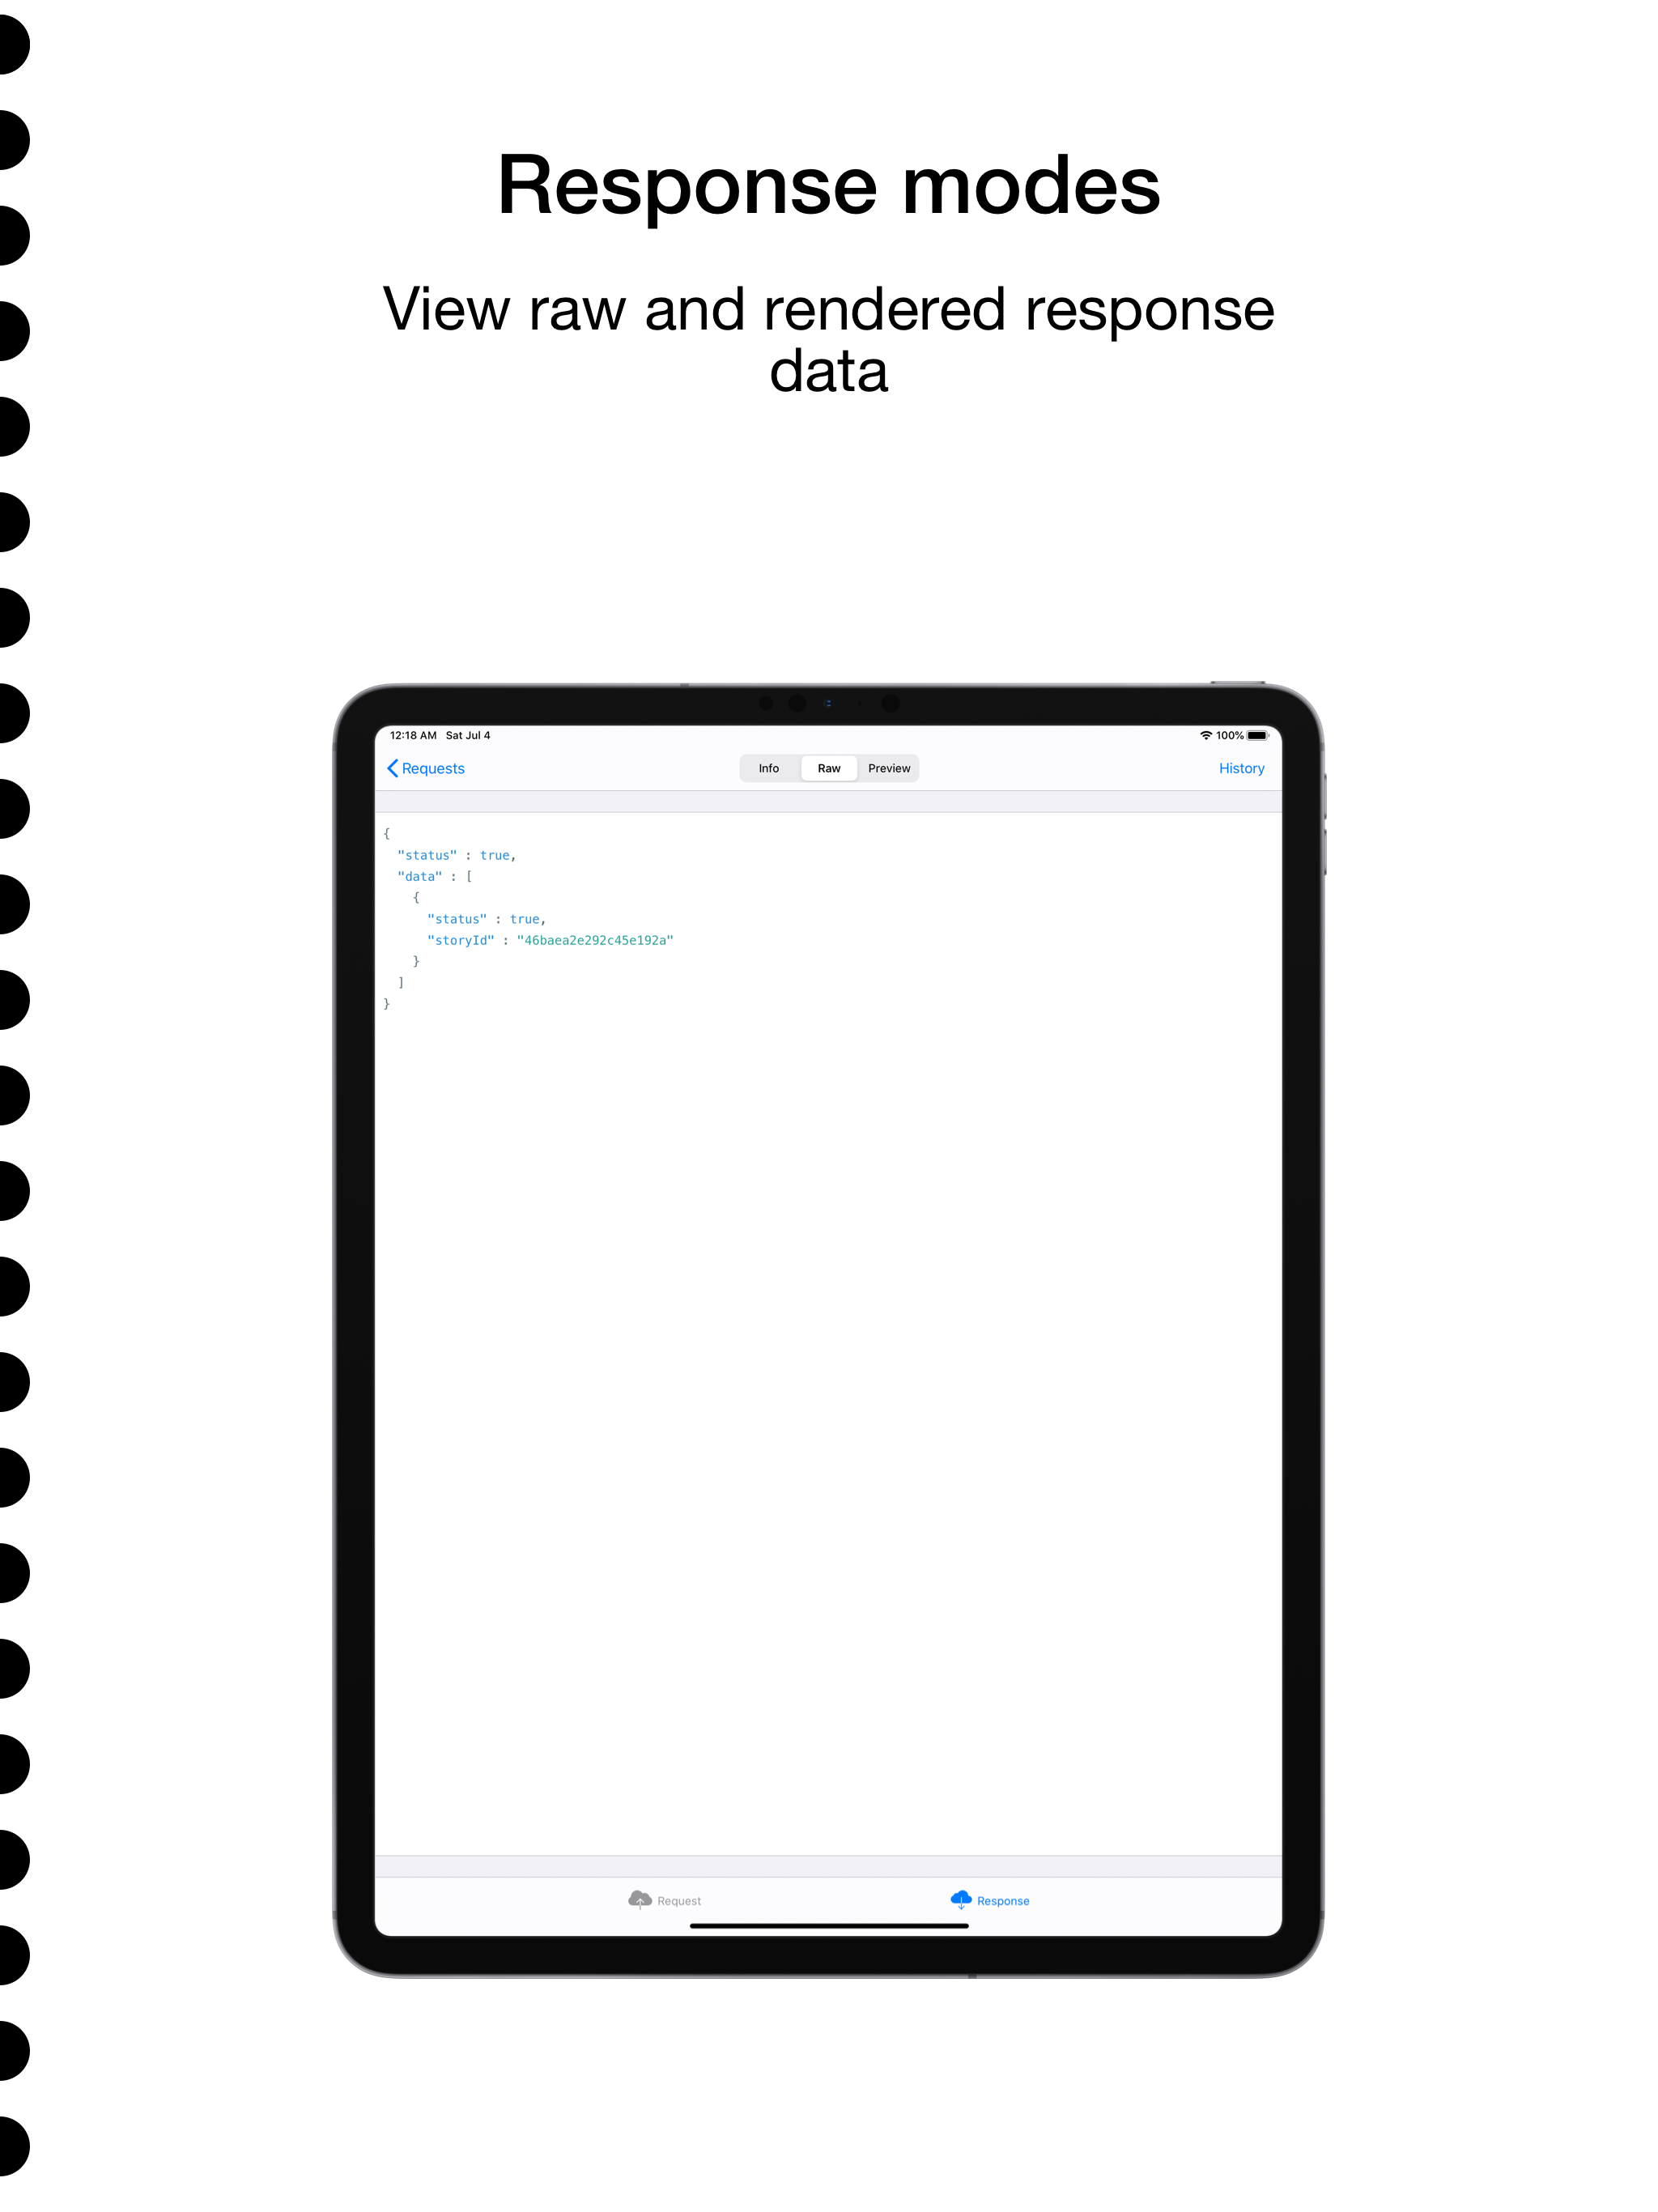 Response modes
View raw and rendered response
data
12:18 AM Sat Jul 4 100%
Requests Info Raw Preview History
{
"status" : true,
"data" : [
{
"status" : true,
"storyId" : "46baea2e292c45e192a"
}
]
}
Request Response